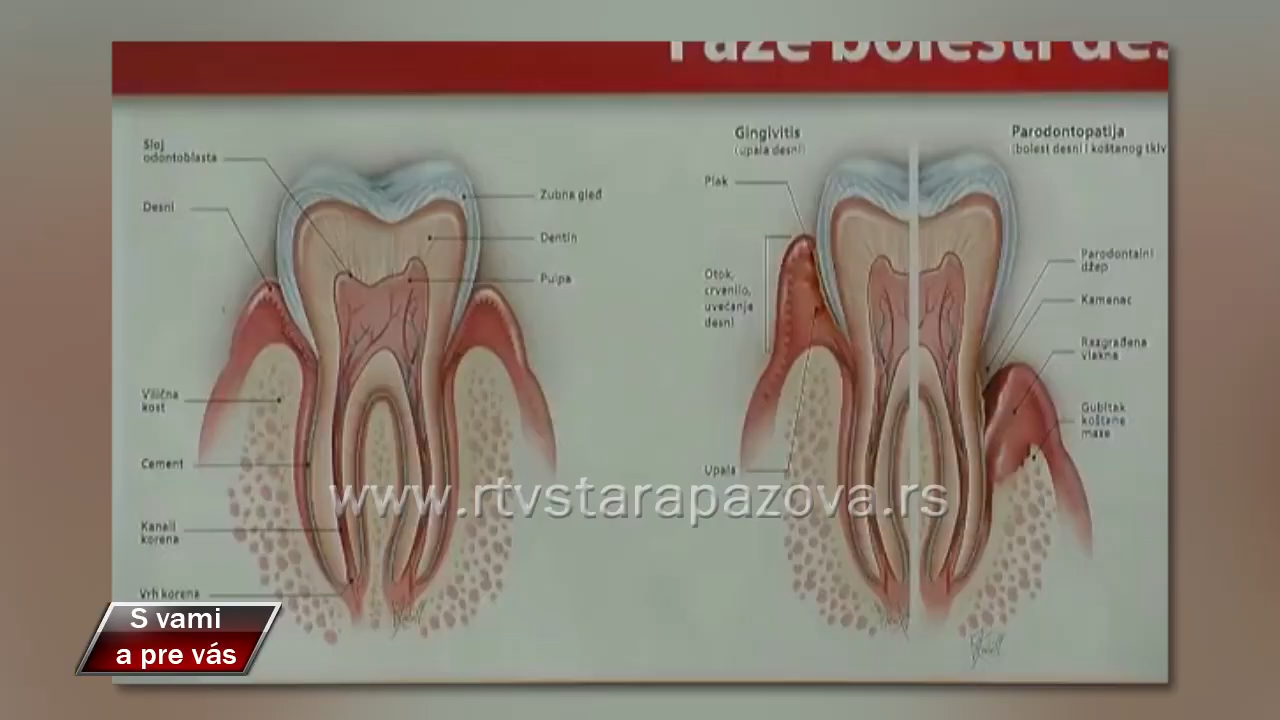 Faze bolesti des
Sloj
odontoblasta
Desni
Zubna gleđ
Dentin
Pulpa
Vilična
kost
Cement
Kanali
korena
Vrh korena
Gingivitis
(upala desni)
Plak
Otok,
crvenilo,
uvećanje
desni
Upala
Parodontopatija
(bolest desni i koštanog tkiv
Parodontalni
džep
Kamenac
Razgrađena
vlakna
Gubitak
koštane
mase
www.rtvstarapazova.rs
S vami
a pre vás